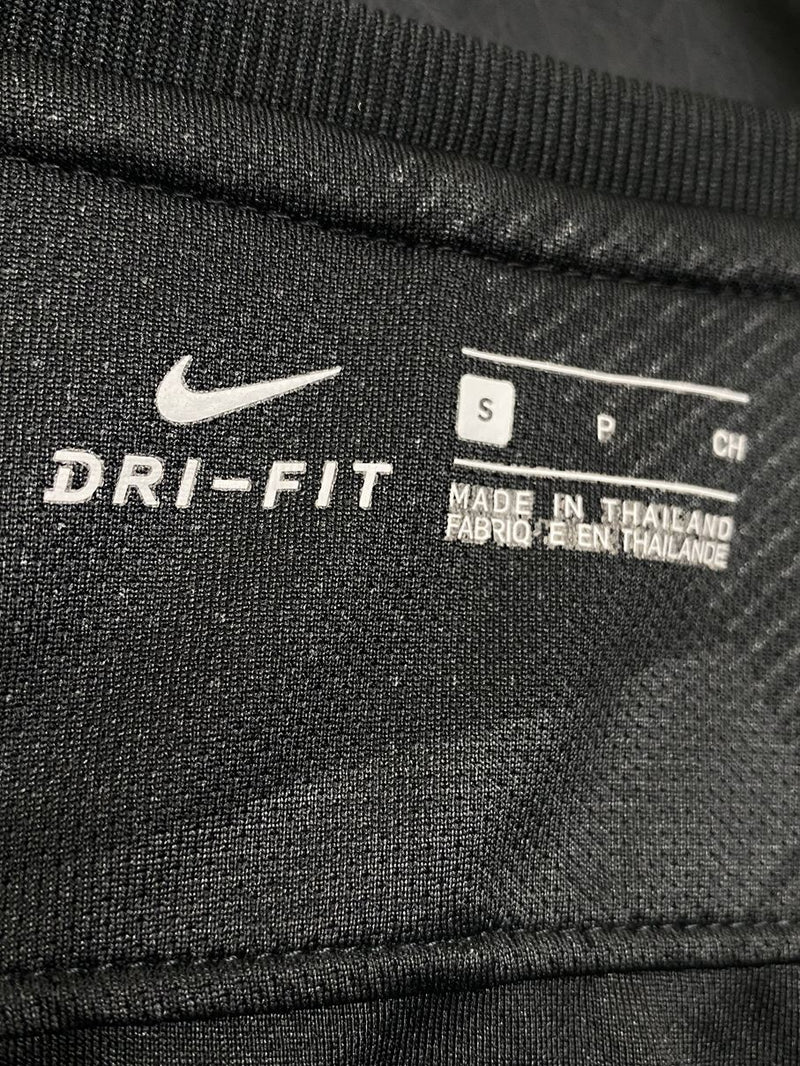 DRI-FIT
S P CH
MADE IN THAILAND
FABRIQ E EN THAILANDE